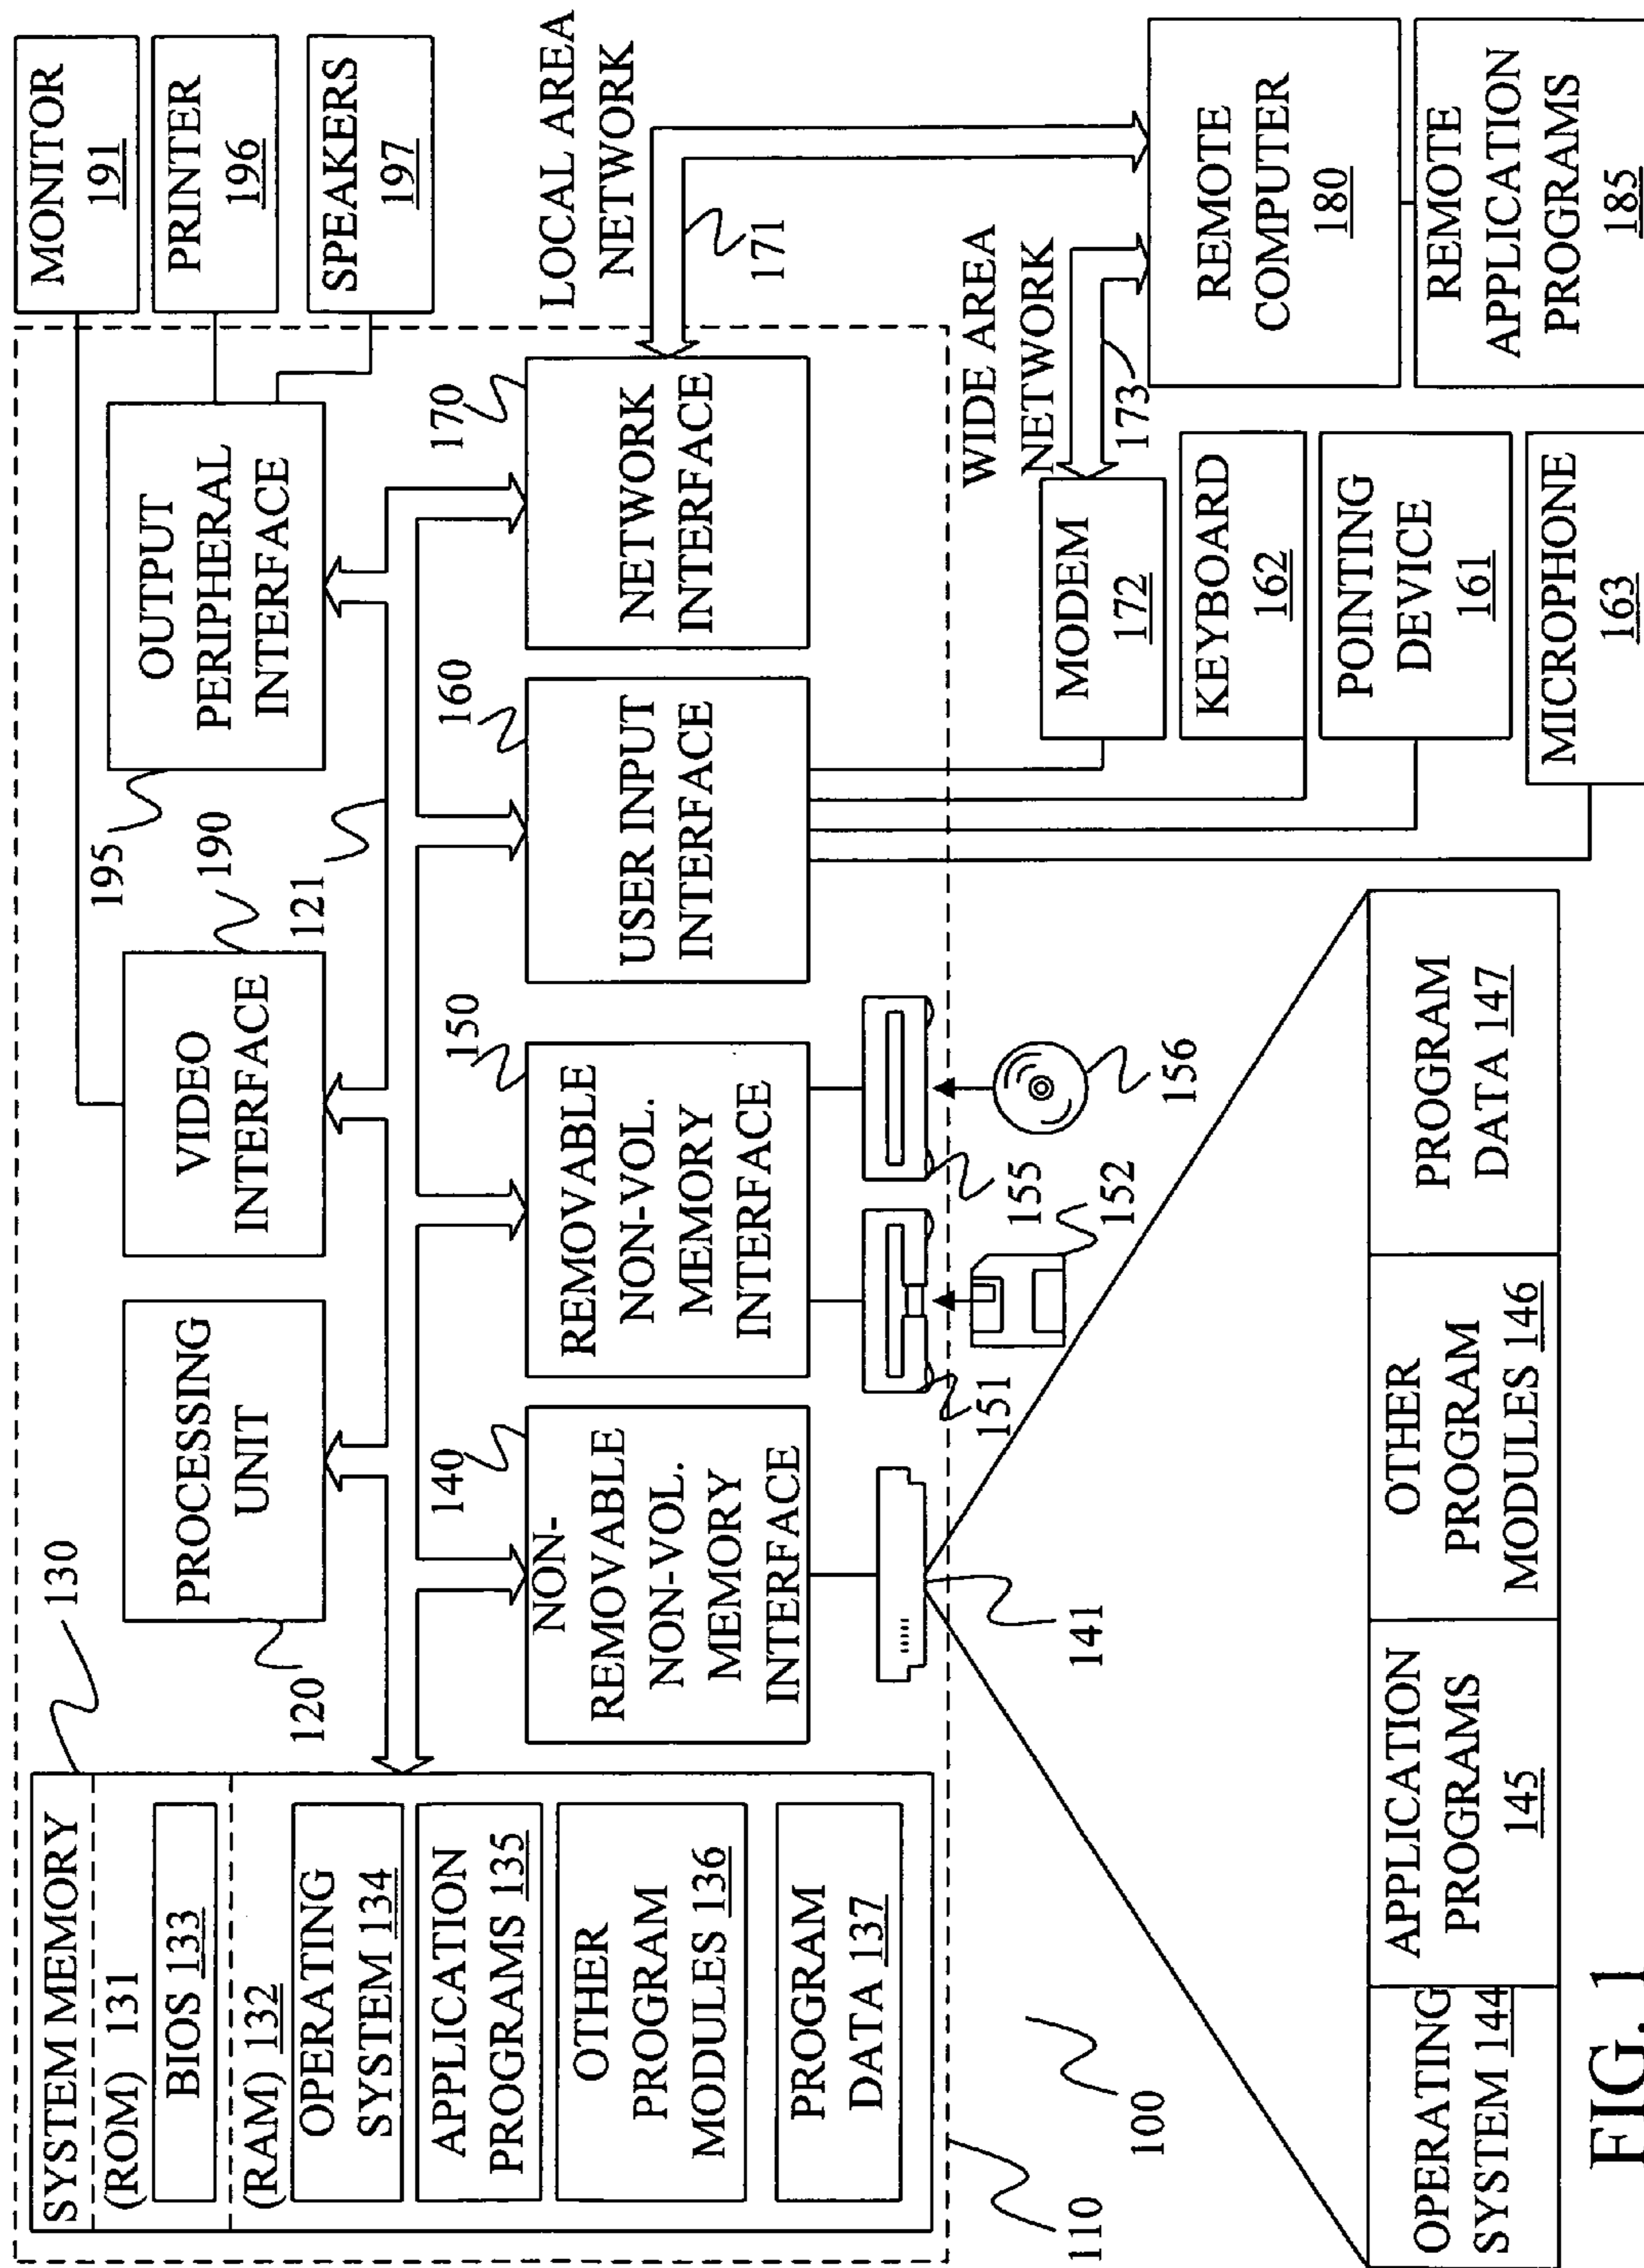 SYSTEM MEMORY
(ROM) 131
BIOS 133
(RAM) 132
OPERATING
SYSTEM 134
APPLICATION
PROGRAMS 135
OTHER
PROGRAM
MODULES 136
PROGRAM
DATA 137
130
120
PROCESSING
UNIT
VIDEO
INTERFACE
190
121
195
OUTPUT
PERIPHERAL
INTERFACE
MONITOR
191
PRINTER
196
SPEAKERS
197
140
NON-
REMOVABLE
NON-VOL.
MEMORY
INTERFACE
150
REMOVABLE
NON-VOL.
MEMORY
INTERFACE
160
USER INPUT
INTERFACE
170
NETWORK
INTERFACE
LOCAL AREA
NETWORK
171
WIDE AREA
NETWORK
173
141
151
152
155
156
MODEM
172
KEYBOARD
162
POINTING
DEVICE
161
MICROPHONE
163
REMOTE
COMPUTER
180
REMOTE
APPLICATION
PROGRAMS
185
110
100
OPERATING
SYSTEM 144
APPLICATION
PROGRAMS
145
OTHER
PROGRAM
MODULES 146
PROGRAM
DATA 147
FIG. 1